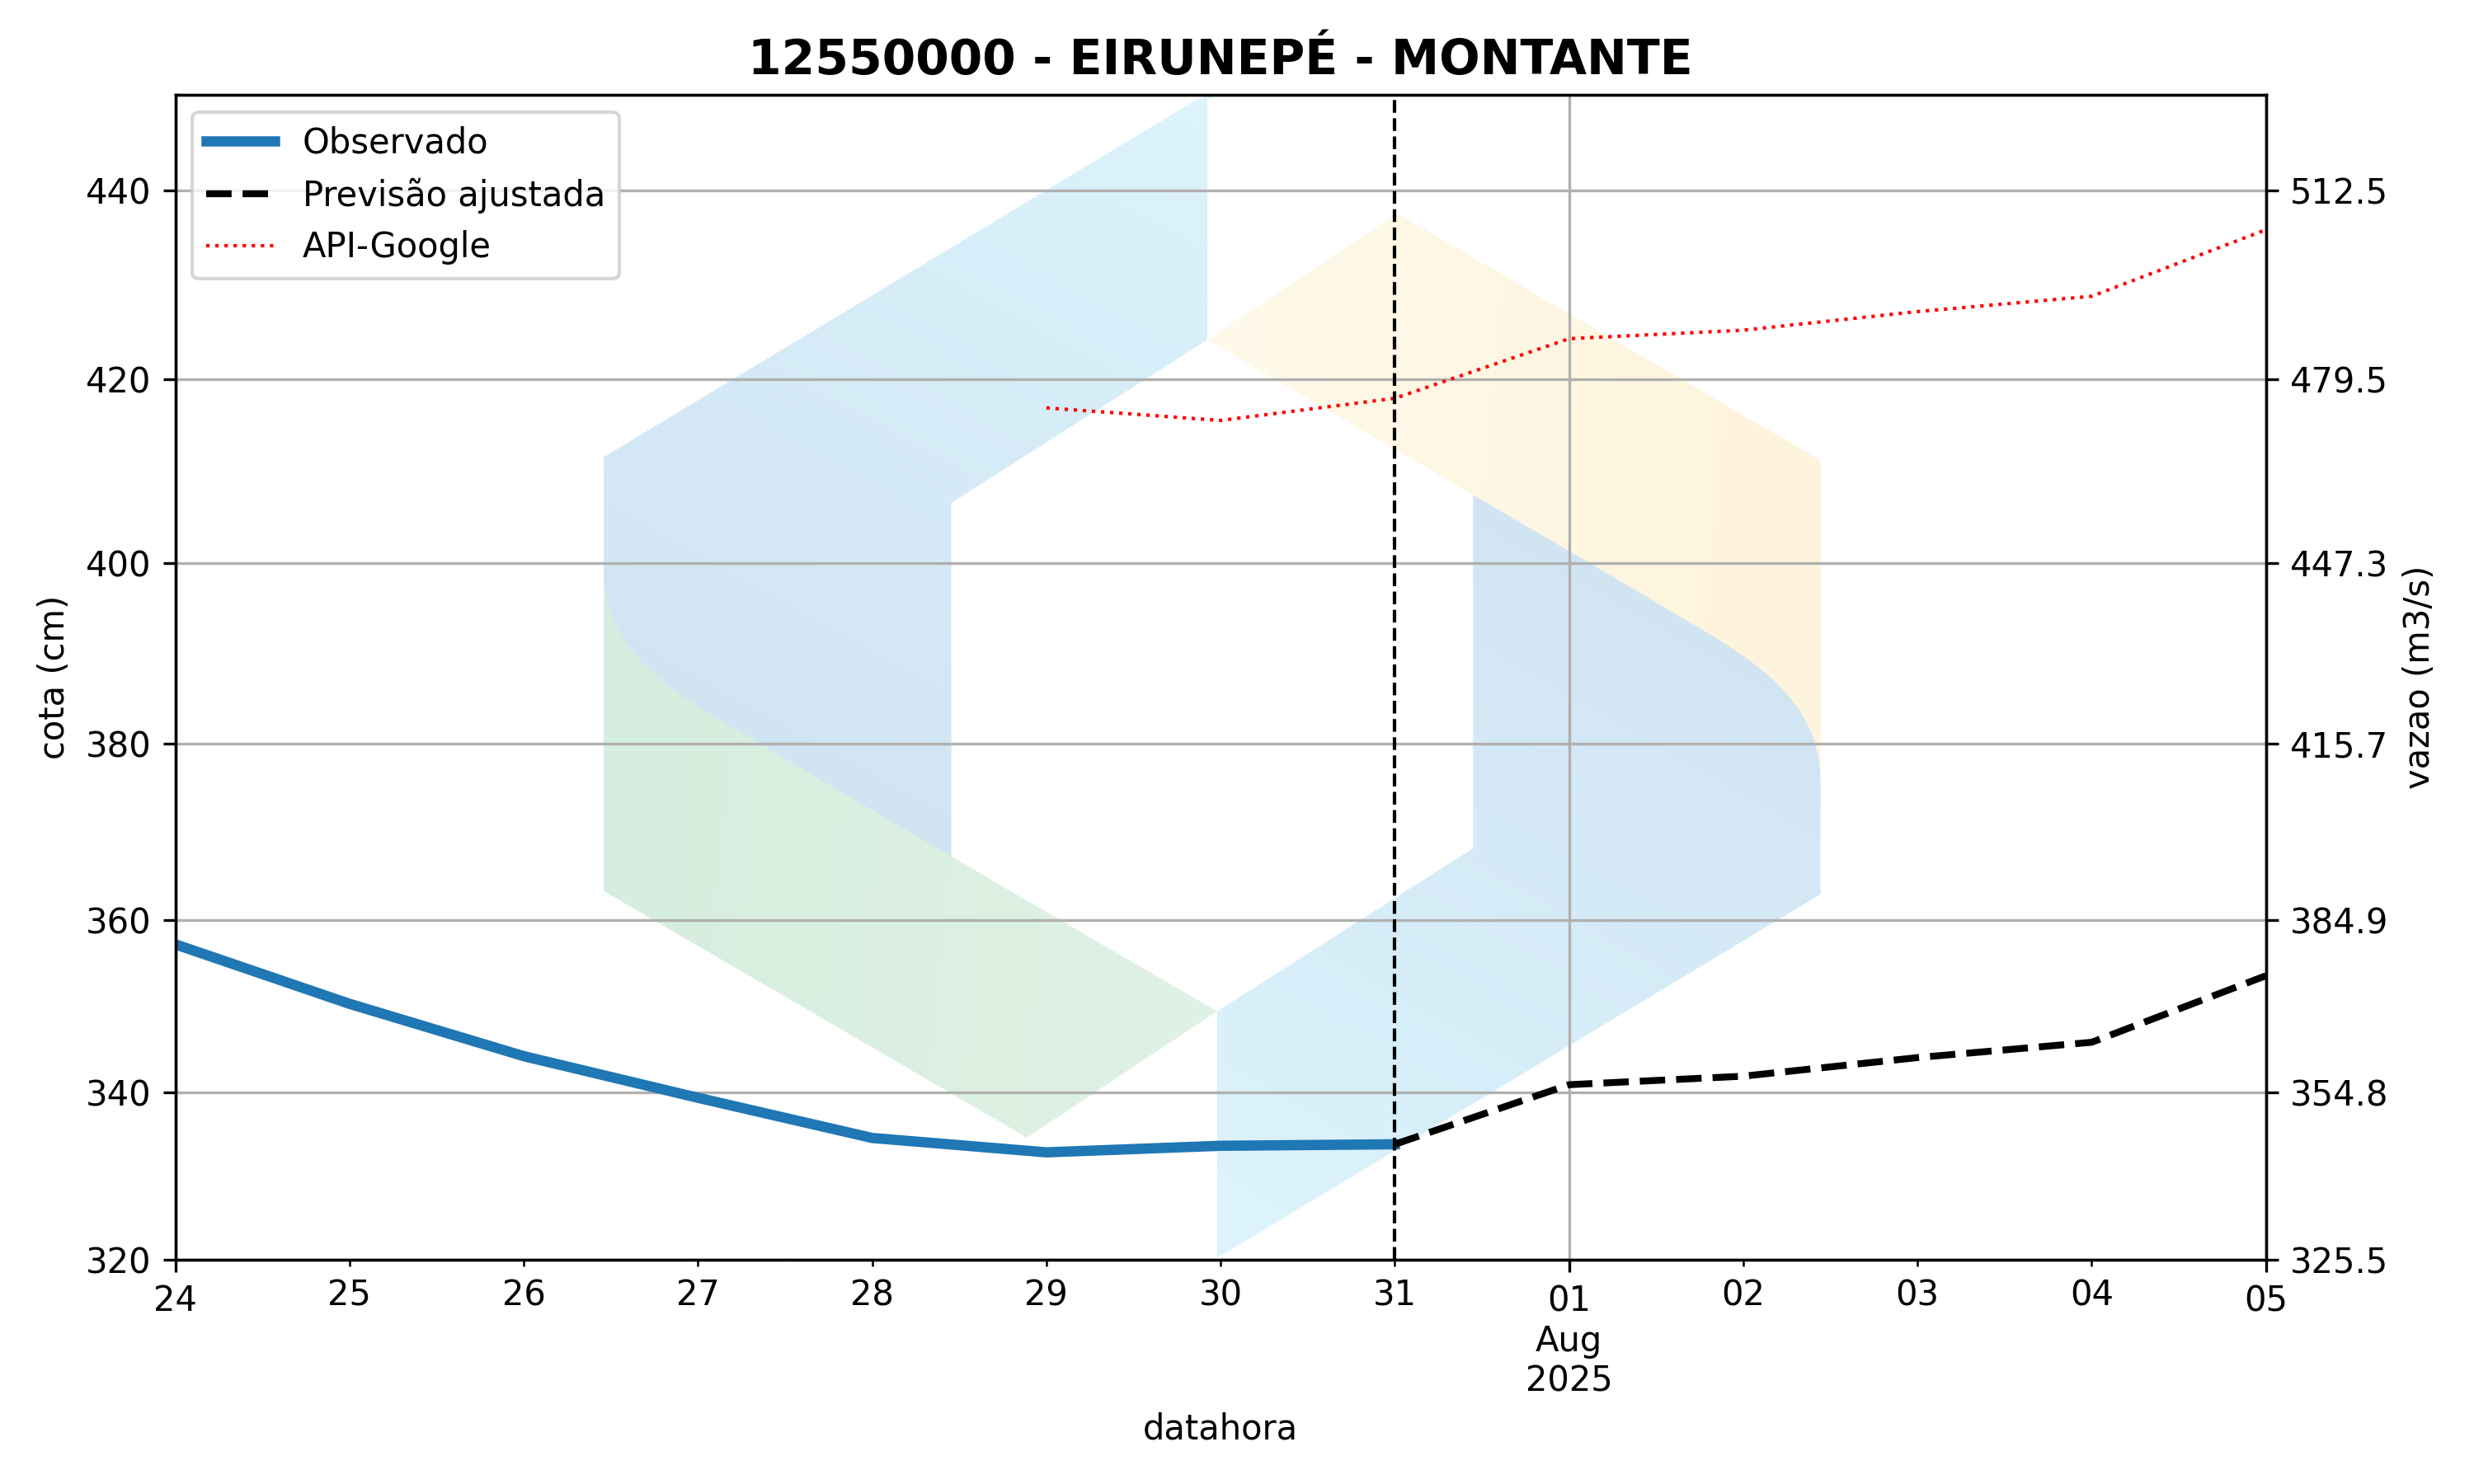 12550000 - EIRUNEPÉ - MONTANTE
Observado
Previsão ajustada
API-Google
440
420
400
380
360
340
320
cota (cm)
512.5
479.5
447.3
415.7
384.9
354.8
325.5
vazao (m3/s)
24 25 26 27 28 29 30 31 01 02 03 04 05
Aug
2025
datahora